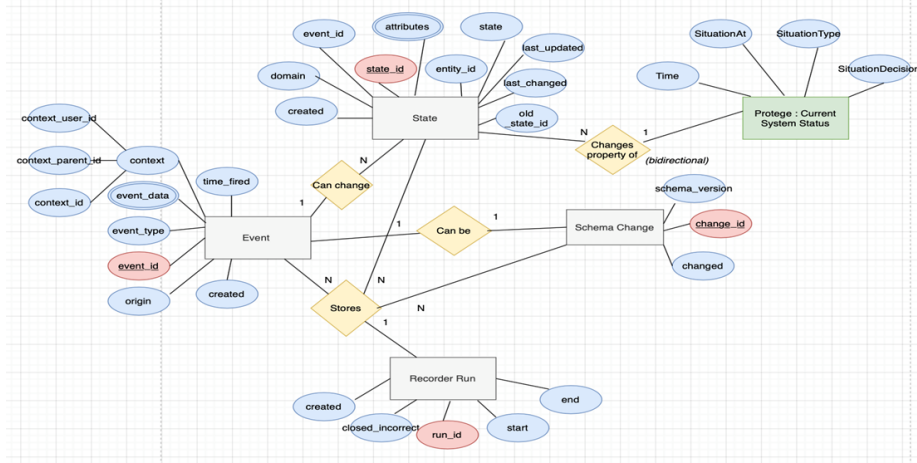 attributes
state
SituationAt
SituationType
event_id
last_updated
state_id
entity_id
SituationDecision
domain
Time
last_changed
created
State
old
_state_id
Protege : Current
System Status
context_user_id
N
1
Changes
property of
(bidirectional)
context_parent_id
context
N
Can change
time_fired
schema_version
event_data
context_id
1
1
change_id
event_type
Event
1
Can be
Schema Change
event_id
changed
N
N
created
origin
Stores
N
1
Recorder Run
created
end
closed_incorrect
run_id
start